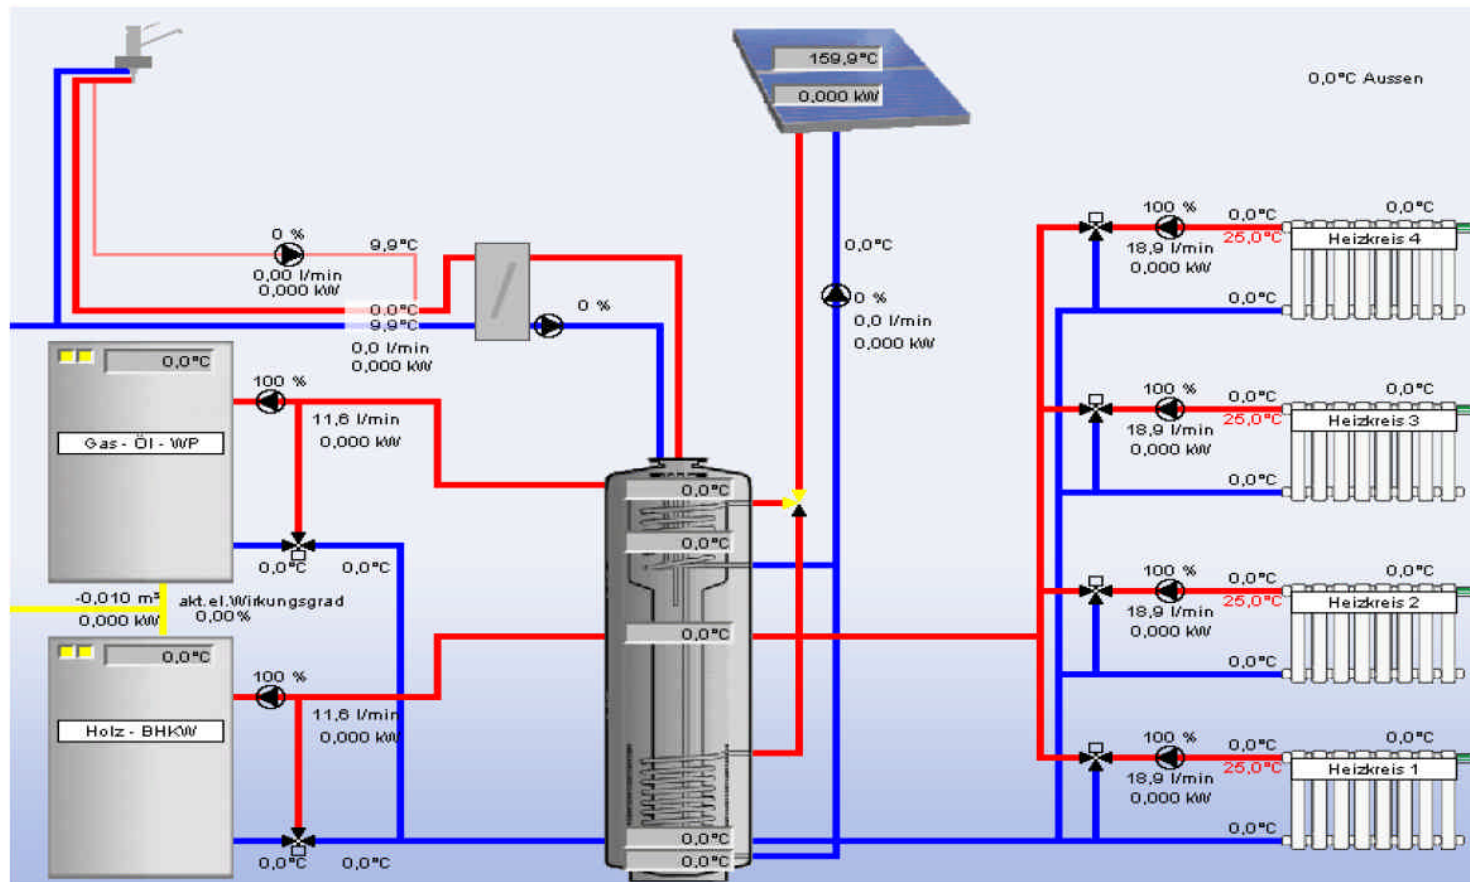 159,9°C
0,000 kW
0,0°C Aussen
0 %
9,9°C
0,00 l/min
0,000 kW
0,0°C
9,9°C
0,0 l/min
0,000 kW
0 %
0,0°C
0 %
0,0 l/min
0,000 kW
0,0°C
Gas - Öl - WP
100 %
11,6 l/min
0,000 kW
0,0°C
0,0°C
-0,010 m³
0,000 kW
akt.el.Wirkungsgrad
0,00%
0,0°C
Holz - BHKW
100 %
11,6 l/min
0,000 kW
0,0°C
0,0°C
0,0°C
0,0°C
0,0°C
0,0°C
0,0°C
100 %
0,0°C
0,0°C
18,9 l/min
25,0°C
0,000 kW
Heizkreis 4
0,0°C
100 %
0,0°C
0,0°C
18,9 l/min
25,0°C
0,000 kW
Heizkreis 3
0,0°C
100 %
0,0°C
0,0°C
18,9 l/min
25,0°C
0,000 kW
Heizkreis 2
0,0°C
100 %
0,0°C
0,0°C
18,9 l/min
25,0°C
0,000 kW
Heizkreis 1
0,0°C